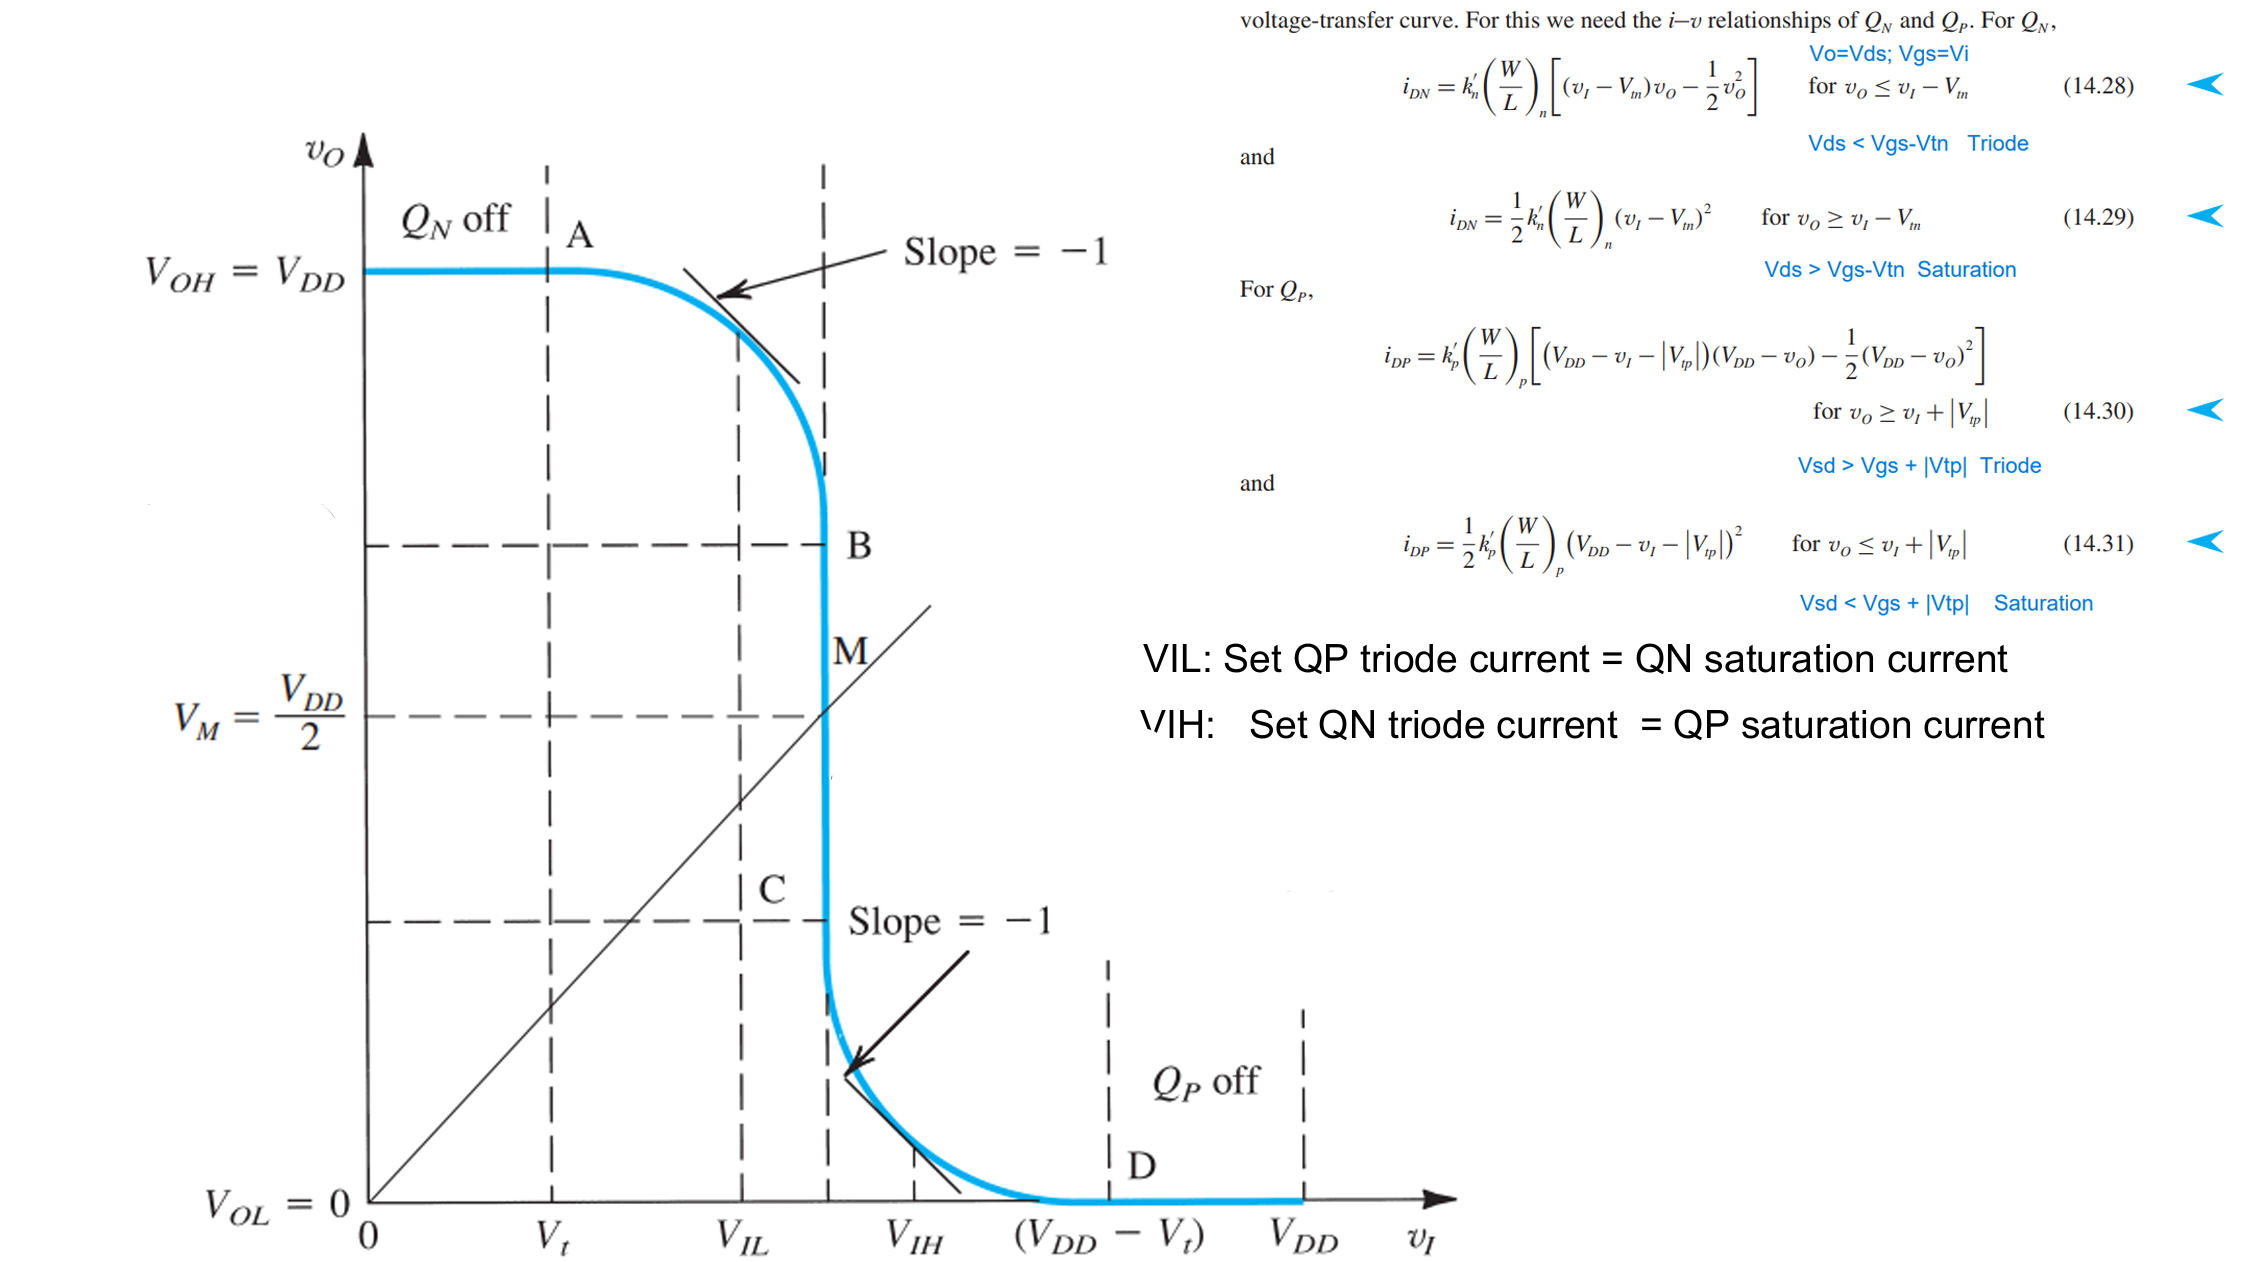 voltage-transfer curve. For this we need the i–v relationships of Q_N and Q_P. For Q_N,
Vo=Vds; Vgs=Vi
i_DN = k'_n (W/L)_n [(v_I − V_tn)v_O − 1/2 v_O^2] for v_O ≤ v_I − V_tn (14.28)
Vds < Vgs-Vtn Triode
and
i_DN = 1/2 k'_n (W/L)_n (v_I − V_tn)^2 for v_O ≥ v_I − V_tn (14.29)
Vds > Vgs-Vtn Saturation
For Q_P,
i_DP = k'_p (W/L)_p [(V_DD − v_I − |V_tp|)(V_DD − v_O) − 1/2 (V_DD − v_O)^2]
for v_O ≥ v_I + |V_tp| (14.30)
Vsd > Vgs + |Vtp| Triode
and
i_DP = 1/2 k'_p (W/L)_p (V_DD − v_I − |V_tp|)^2 for v_O ≤ v_I + |V_tp| (14.31)
Vsd < Vgs + |Vtp| Saturation
VIL: Set QP triode current = QN saturation current
VIH: Set QN triode current = QP saturation current
v_O
Q_N off
A
Slope = −1
V_OH = V_DD
B
M
V_M = V_DD/2
C
Slope = −1
Q_P off
D
V_OL = 0
0
V_t
V_IL
V_IH
(V_DD − V_t)
V_DD
v_I